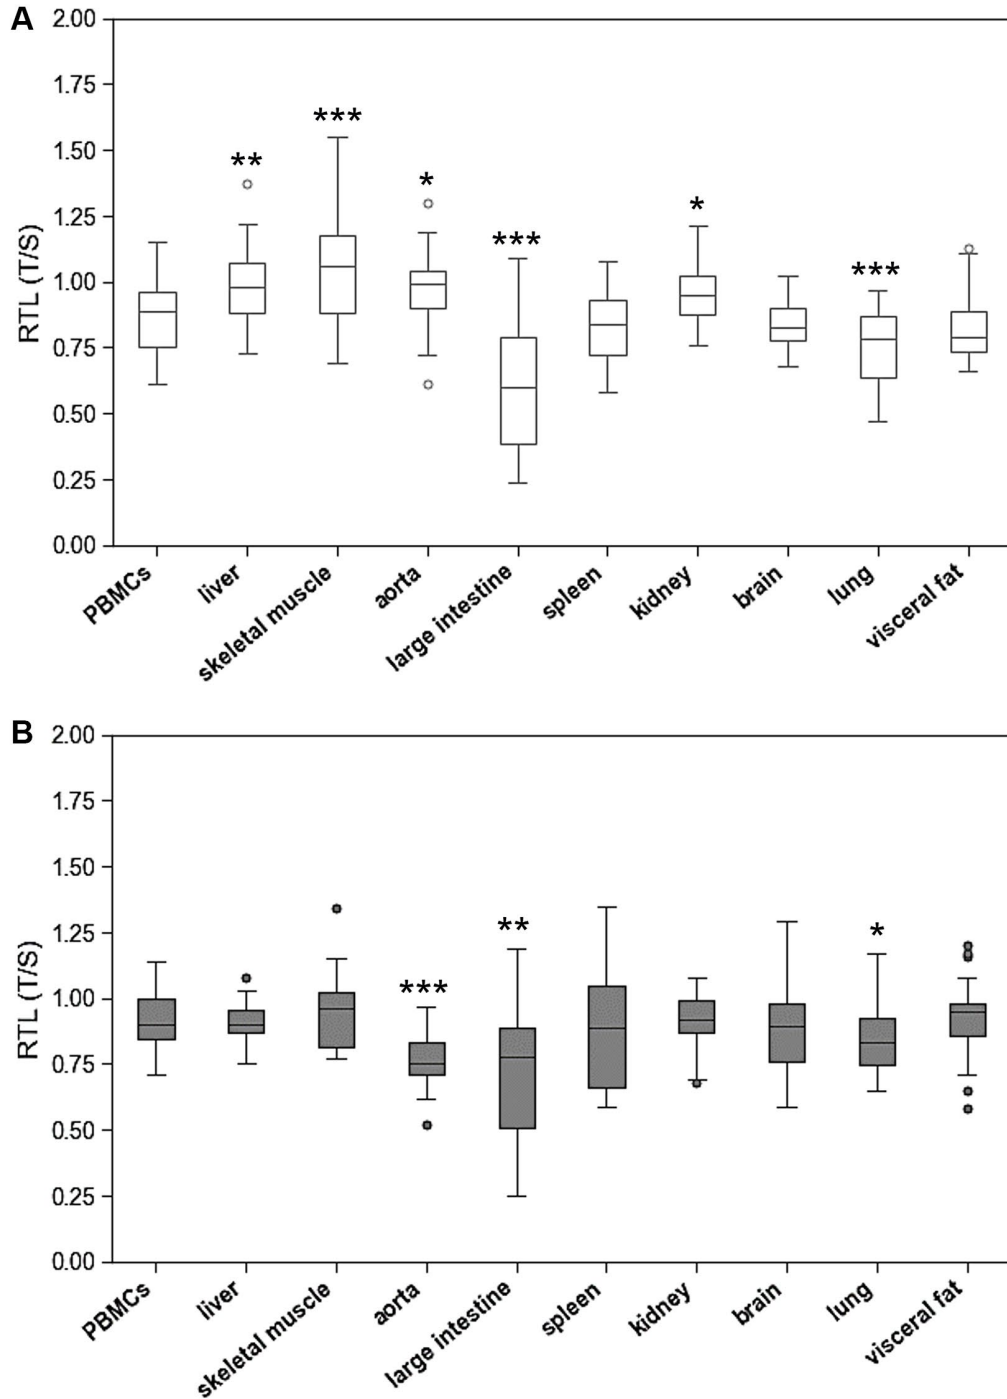 A
2.00
1.75
***
1.50
**
*
1.25
*
***
***
1.00
0.75
0.50
0.25
0.00
RTL (T/S)
PBMCs
liver
skeletal muscle
aorta
large intestine
spleen
kidney
brain
lung
visceral fat
B
2.00
1.75
1.50
1.25
**
*
***
1.00
0.75
0.50
0.25
0.00
RTL (T/S)
PBMCs
liver
skeletal muscle
aorta
large intestine
spleen
kidney
brain
lung
visceral fat